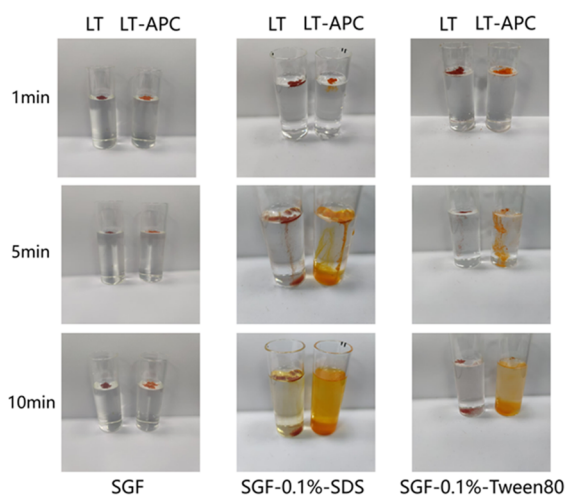 LT LT-APC LT LT-APC LT LT-APC
1min
5min
10min
SGF SGF-0.1%-SDS SGF-0.1%-Tween80